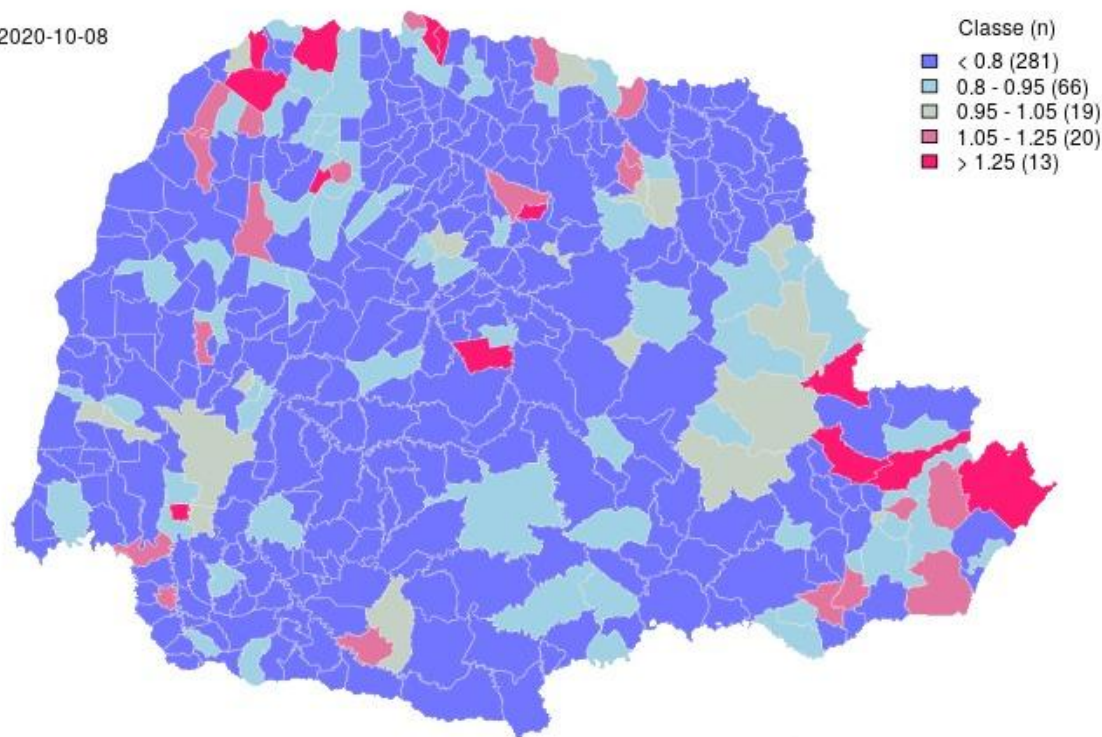 2020-10-08
Classe (n)
< 0.8 (281)
0.8 - 0.95 (66)
0.95 - 1.05 (19)
1.05 - 1.25 (20)
> 1.25 (13)